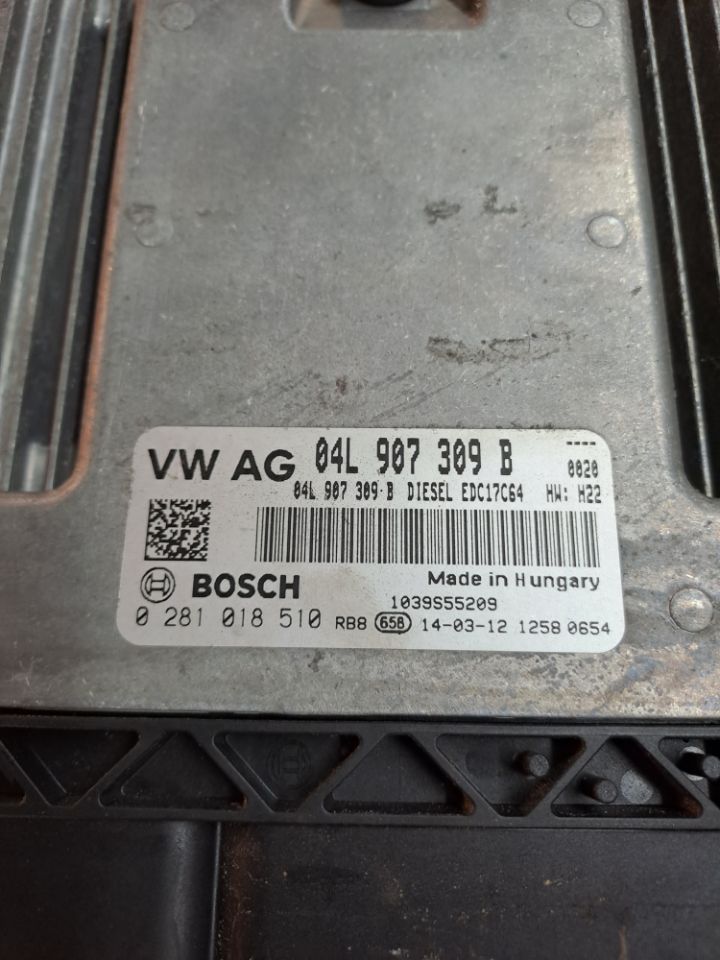 VW AG 04L 907 309 B ----
0020
04L 907 309 B DIESEL EDC17C64 HW: H22
BOSCH Made in Hungary
1039S55209
0 281 018 510 RB8 658 14-03-12 1258 0654